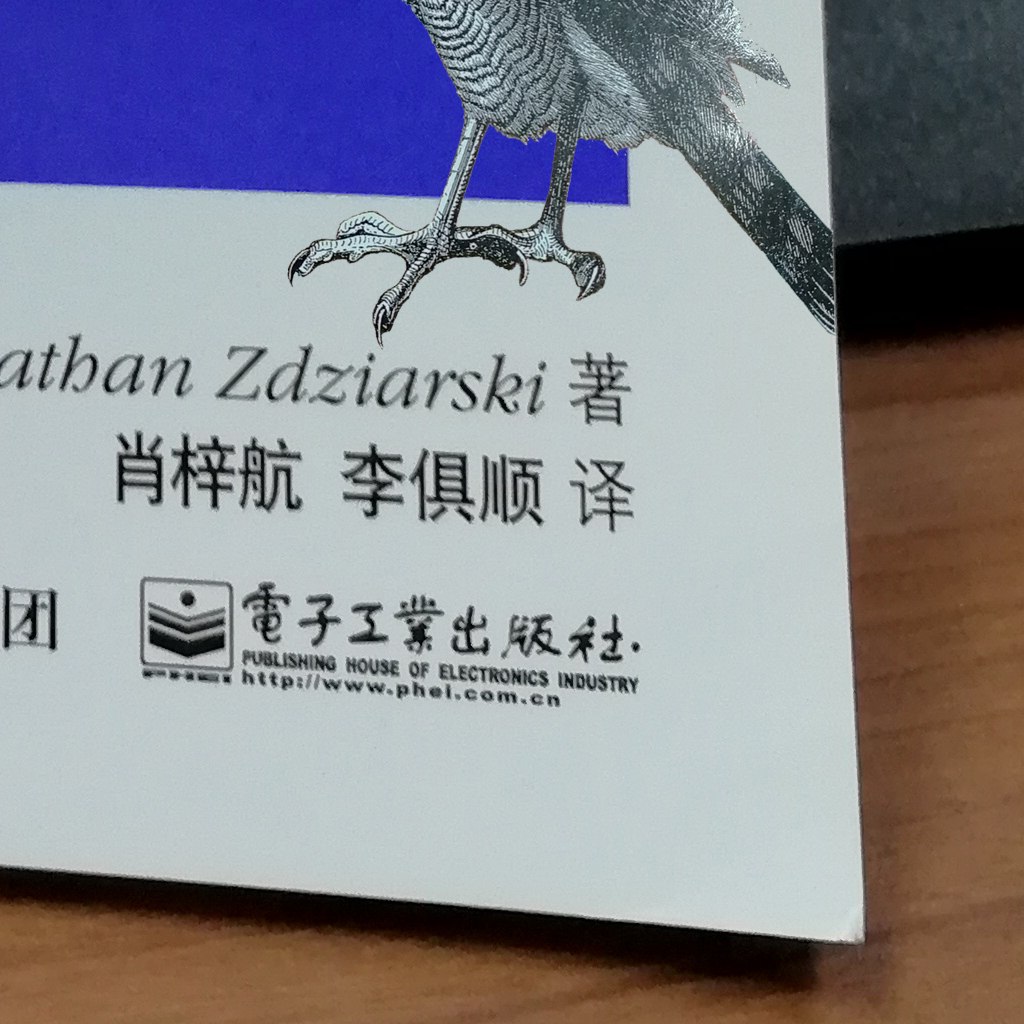 athan Zdziarski 著
肖梓航 李俱顺 译
团
電子工業出版社.
PUBLISHING HOUSE OF ELECTRONICS INDUSTRY
http://www.phei.com.cn